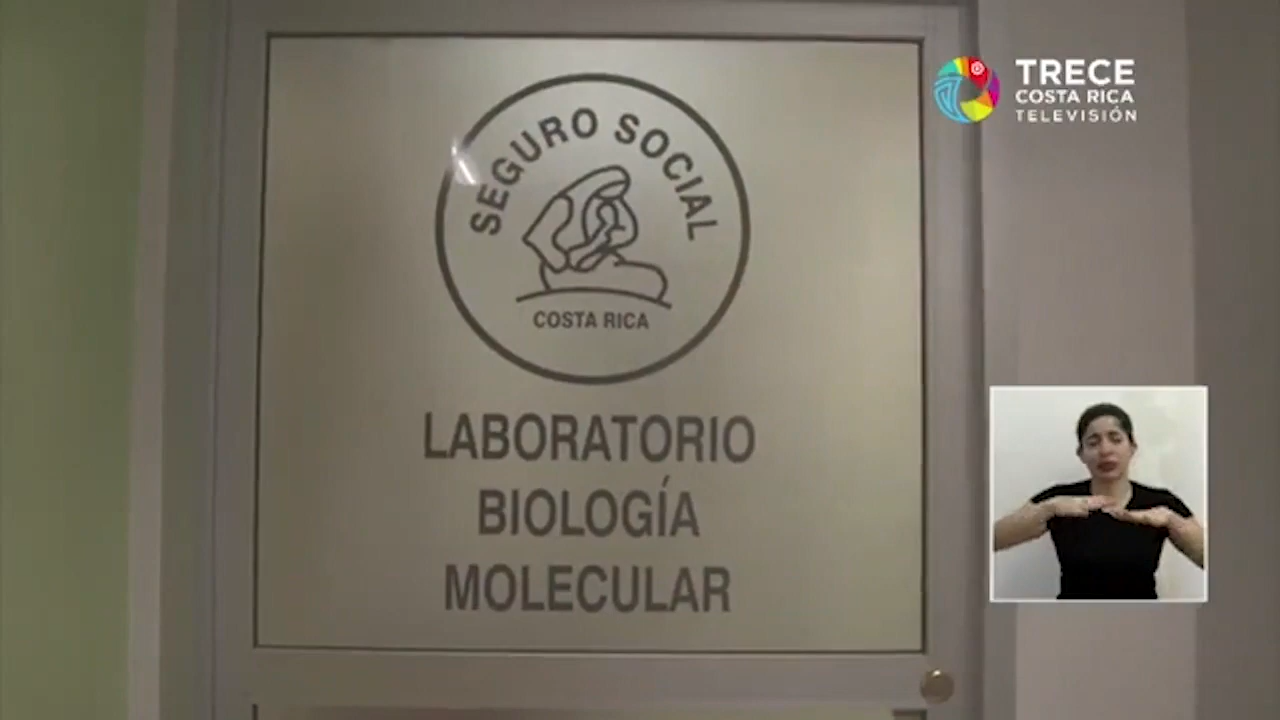 SEGURO SOCIAL
COSTA RICA
LABORATORIO
BIOLOGÍA
MOLECULAR
TRECE
COSTA RICA
TELEVISIÓN